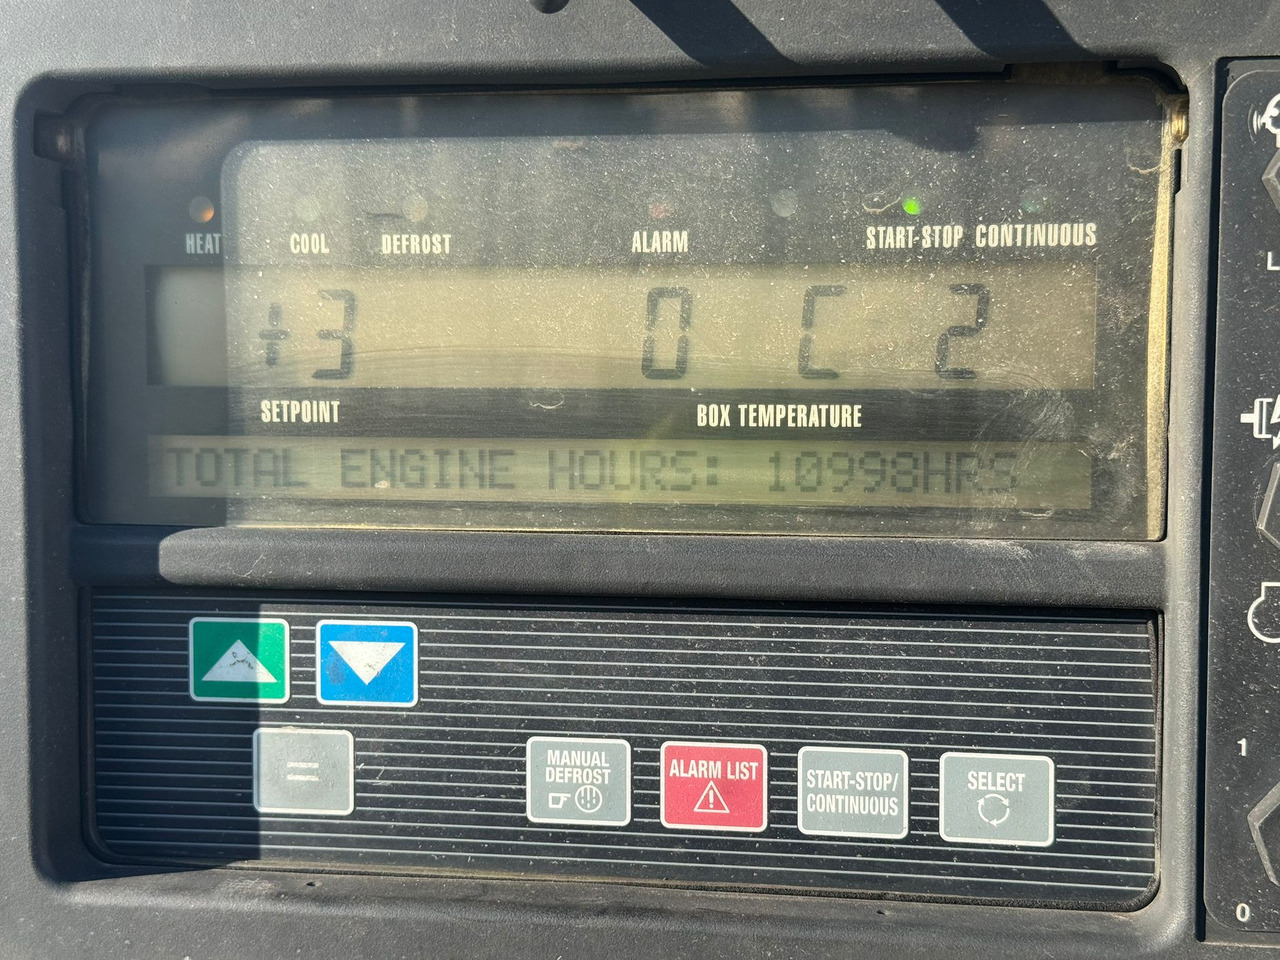 HEAT COOL DEFROST ALARM START-STOP CONTINUOUS
+3 0 C 2
SETPOINT BOX TEMPERATURE
TOTAL ENGINE HOURS: 10998HRS
MANUAL DEFROST
ALARM LIST
START-STOP/
CONTINUOUS
SELECT
1
0